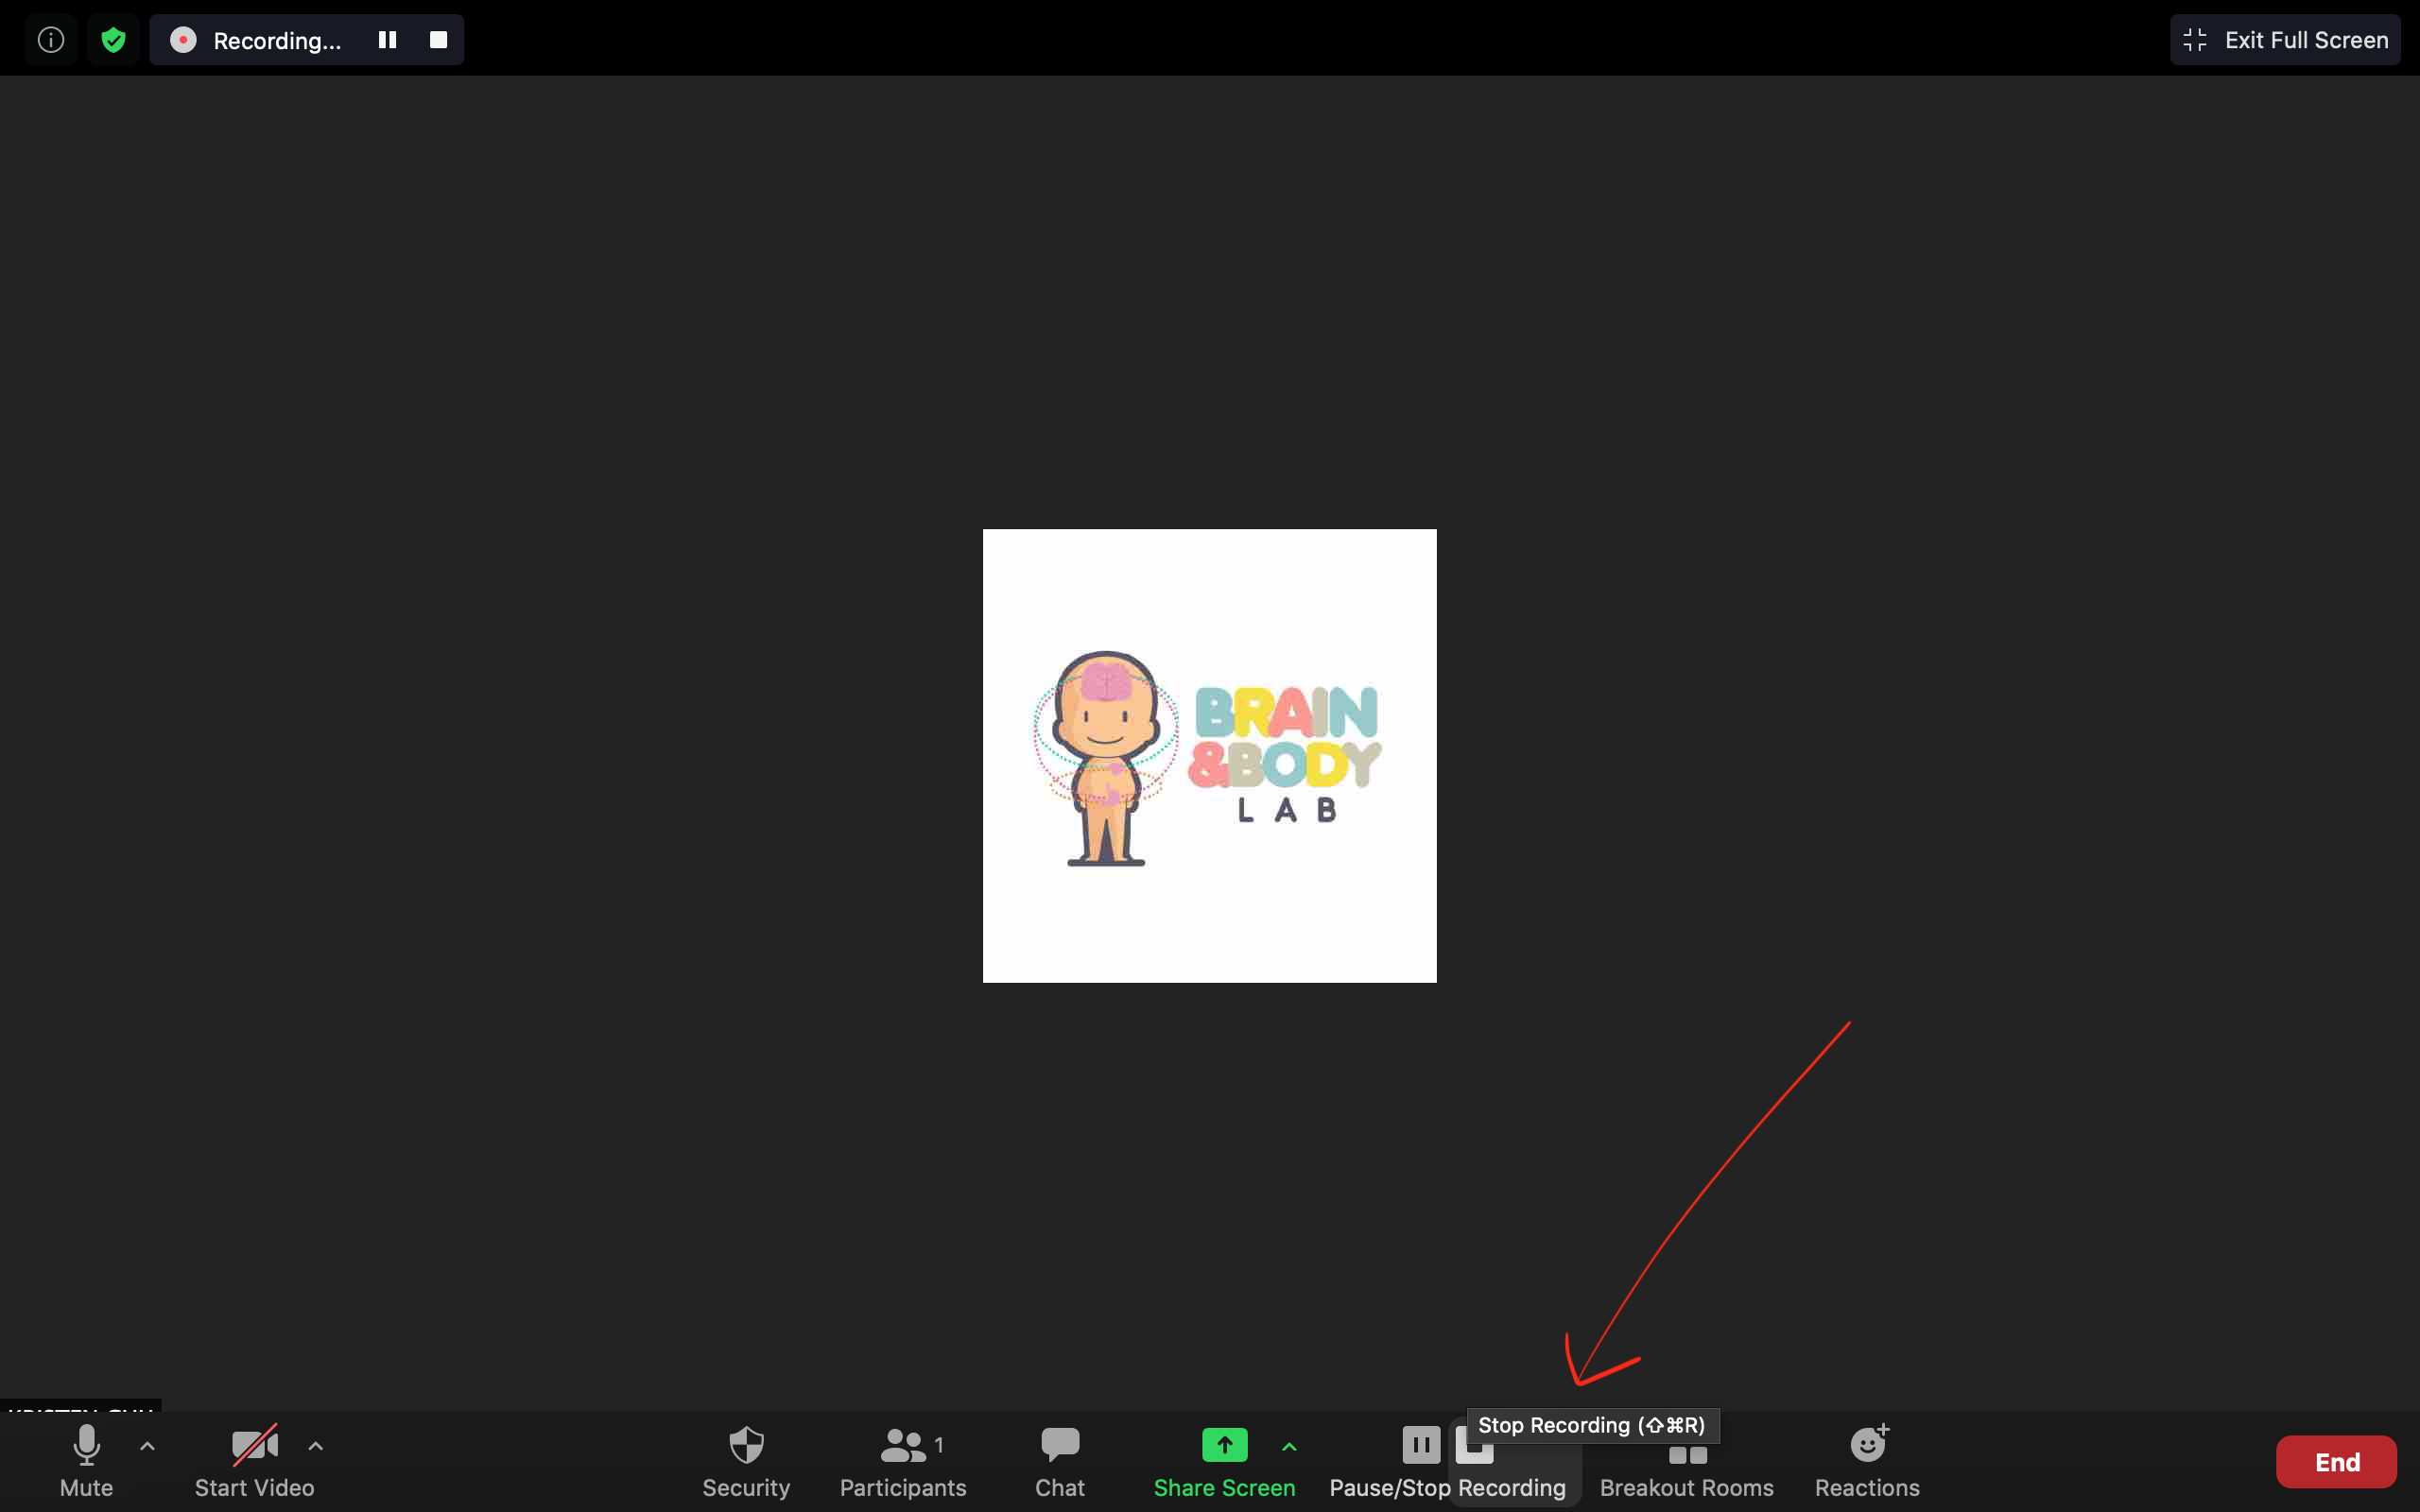 Recording...
Exit Full Screen
BRAIN
&BODY
LAB
Stop Recording (⇧⌘R)
1
Mute
Start Video
Security
Participants
Chat
Share Screen
Pause/Stop Recording
Breakout Rooms
Reactions
End